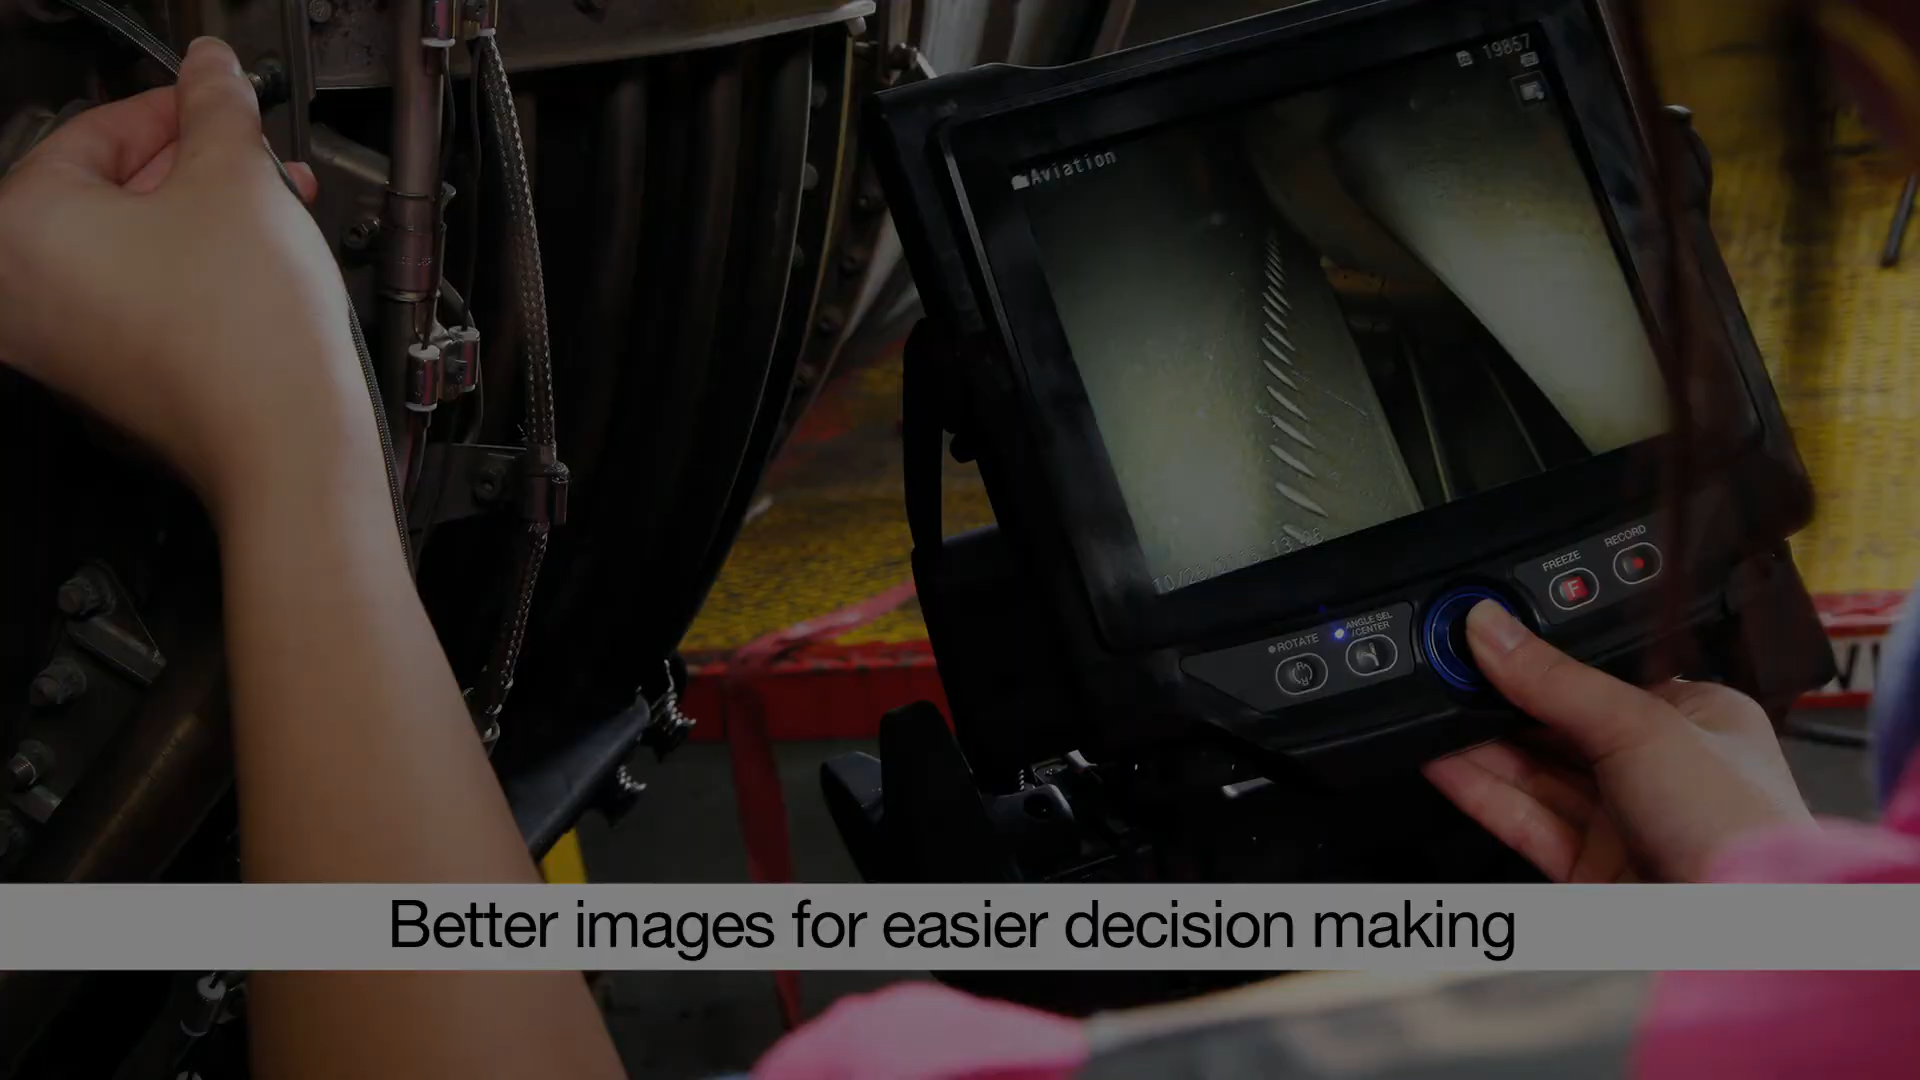 19857
Aviation
RECORD
FREEZE
F
ANGLE SEL
/CENTER
ROTATE
Better images for easier decision making